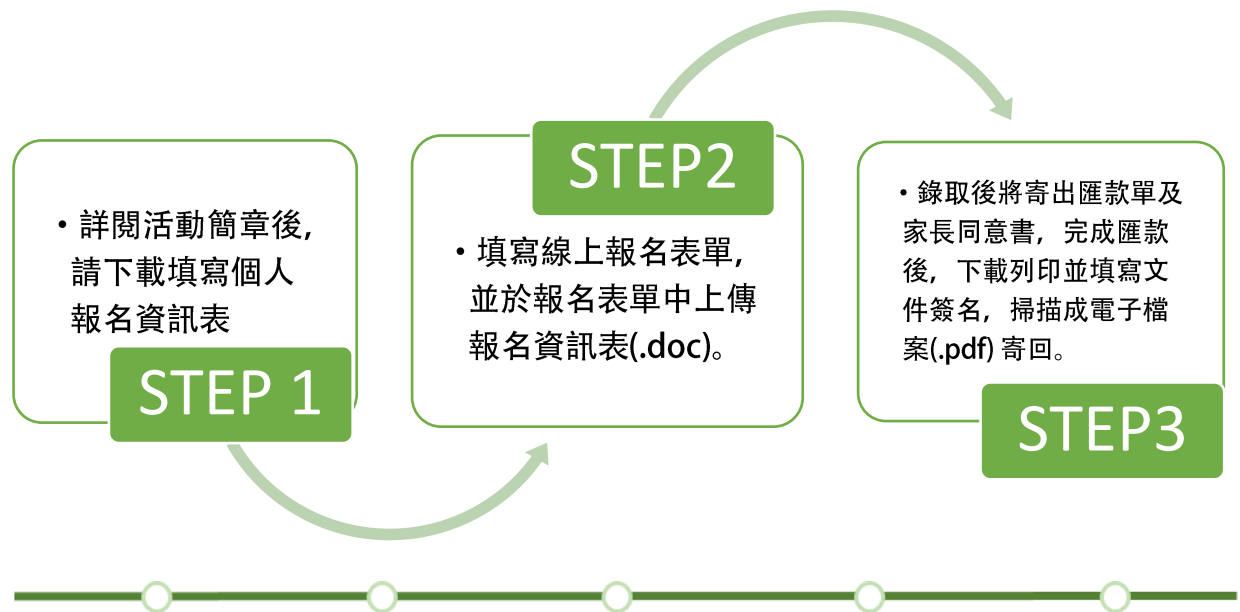 ・詳閱活動簡章後,
請下載填寫個人
報名資訊表
STEP 1
STEP2
・填寫線上報名表單,
並於報名表單中上傳
報名資訊表(.doc)。
・錄取後將寄出匯款單及
家長同意書，完成匯款
後，下載列印並填寫文
件簽名，掃描成電子檔
案(.pdf) 寄回。
STEP3